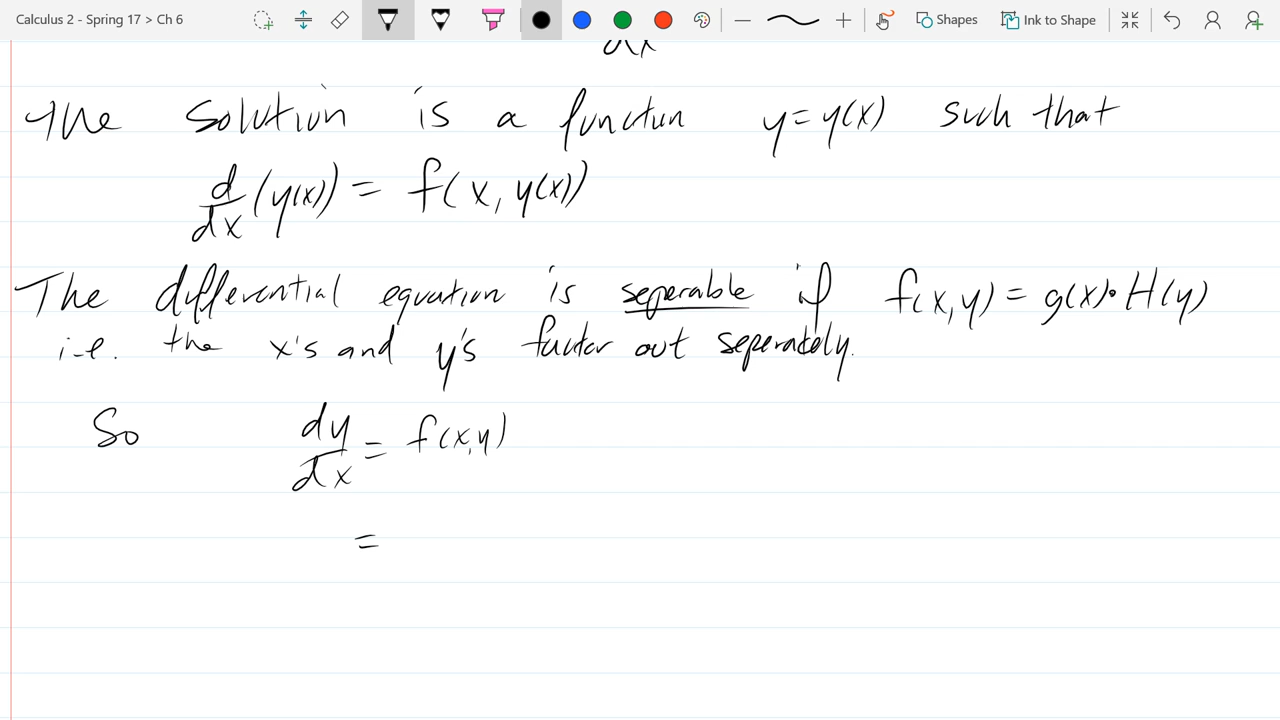 Calculus 2 - Spring 17 > Ch 6 Shapes Ink to Shape
dx
The solution is a function y = y(x) such that
d/dx (y(x)) = f(x, y(x))
The differential equation is seperable if f(x,y) = g(x)·H(y)
i.e. the x's and y's factor out seperately.
So dy/dx = f(x,y)
=